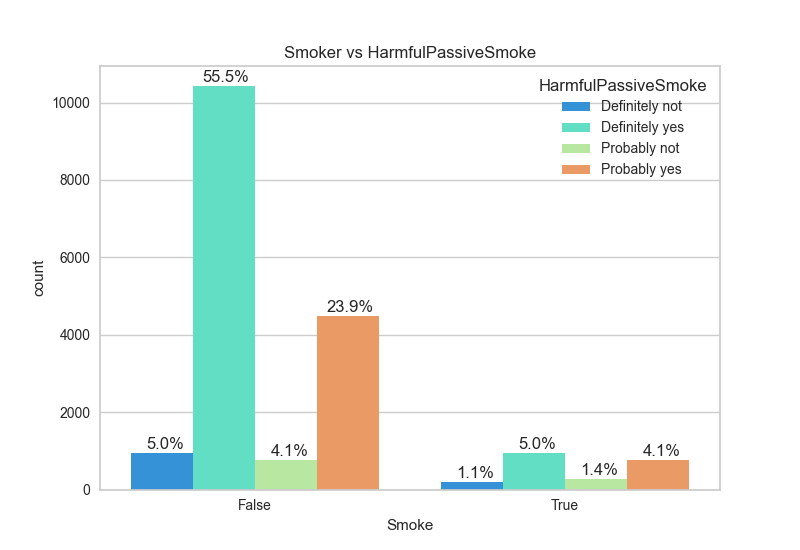 Smoker vs HarmfulPassiveSmoke
HarmfulPassiveSmoke
Definitely not
Definitely yes
Probably not
Probably yes
count
10000
8000
6000
4000
2000
0
5.0%
55.5%
4.1%
23.9%
1.1%
5.0%
1.4%
4.1%
False
True
Smoke